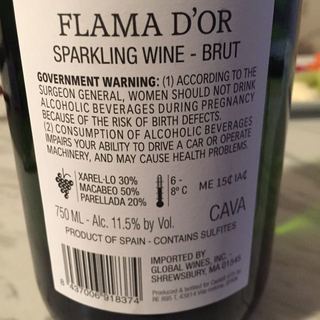 FLAMA D'OR
SPARKLING WINE - BRUT
GOVERNMENT WARNING: (1) ACCORDING TO THE
SURGEON GENERAL, WOMEN SHOULD NOT DRINK
ALCOHOLIC BEVERAGES DURING PREGNANCY
BECAUSE OF THE RISK OF BIRTH DEFECTS.
(2) CONSUMPTION OF ALCOHOLIC BEVERAGES
IMPAIRS YOUR ABILITY TO DRIVE A CAR OR OPERATE
MACHINERY, AND MAY CAUSE HEALTH PROBLEMS.
XAREL·LO 30%
MACABEO 50%
PARELLADA 20%
6 -
8º C
ME 15¢ IA¢
750 ML - Alc. 11.5% by Vol.
CAVA
PRODUCT OF SPAIN - CONTAINS SULFITES
IMPORTED BY
GLOBAL WINES, INC. -
SHREWSBURY, MA 01545
Produced & bottled for
8 437006 918374